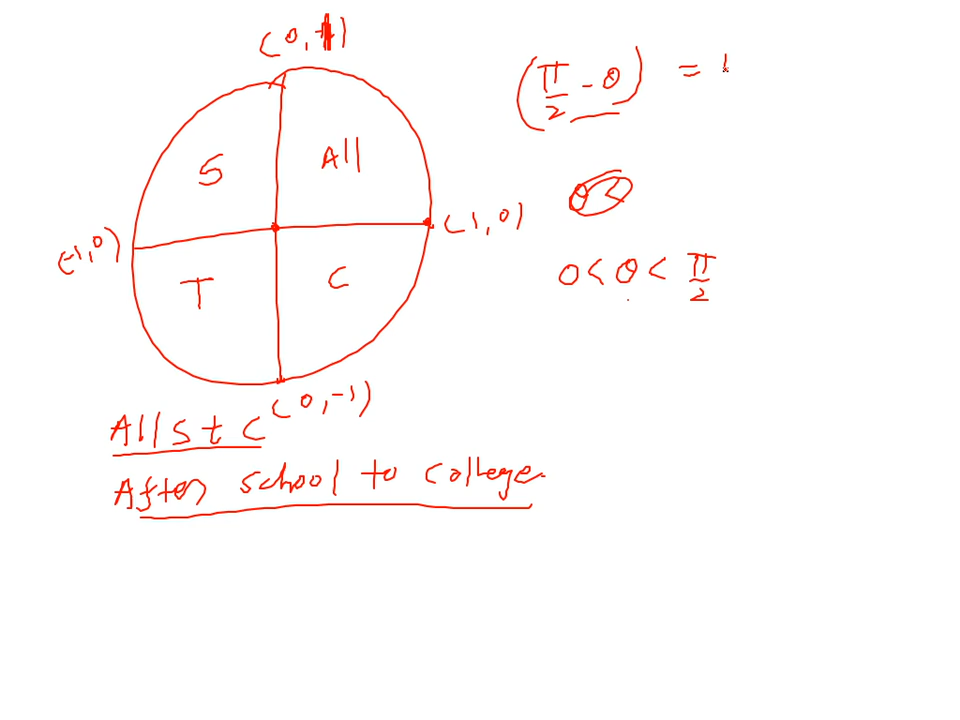 (0,1)
(π/2 - θ) = 1
S
All
θ<
(1,0)
(-1,0)
0 < θ < π/2
T
C
(0,-1)
All S t C
After school to college